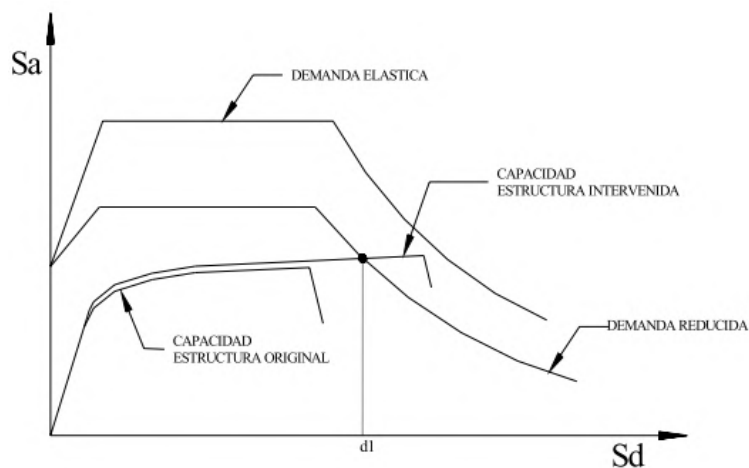 Sa
DEMANDA ELASTICA
CAPACIDAD
ESTRUCTURA INTERVENIDA
CAPACIDAD
ESTRUCTURA ORIGINAL
DEMANDA REDUCIDA
d1
Sd